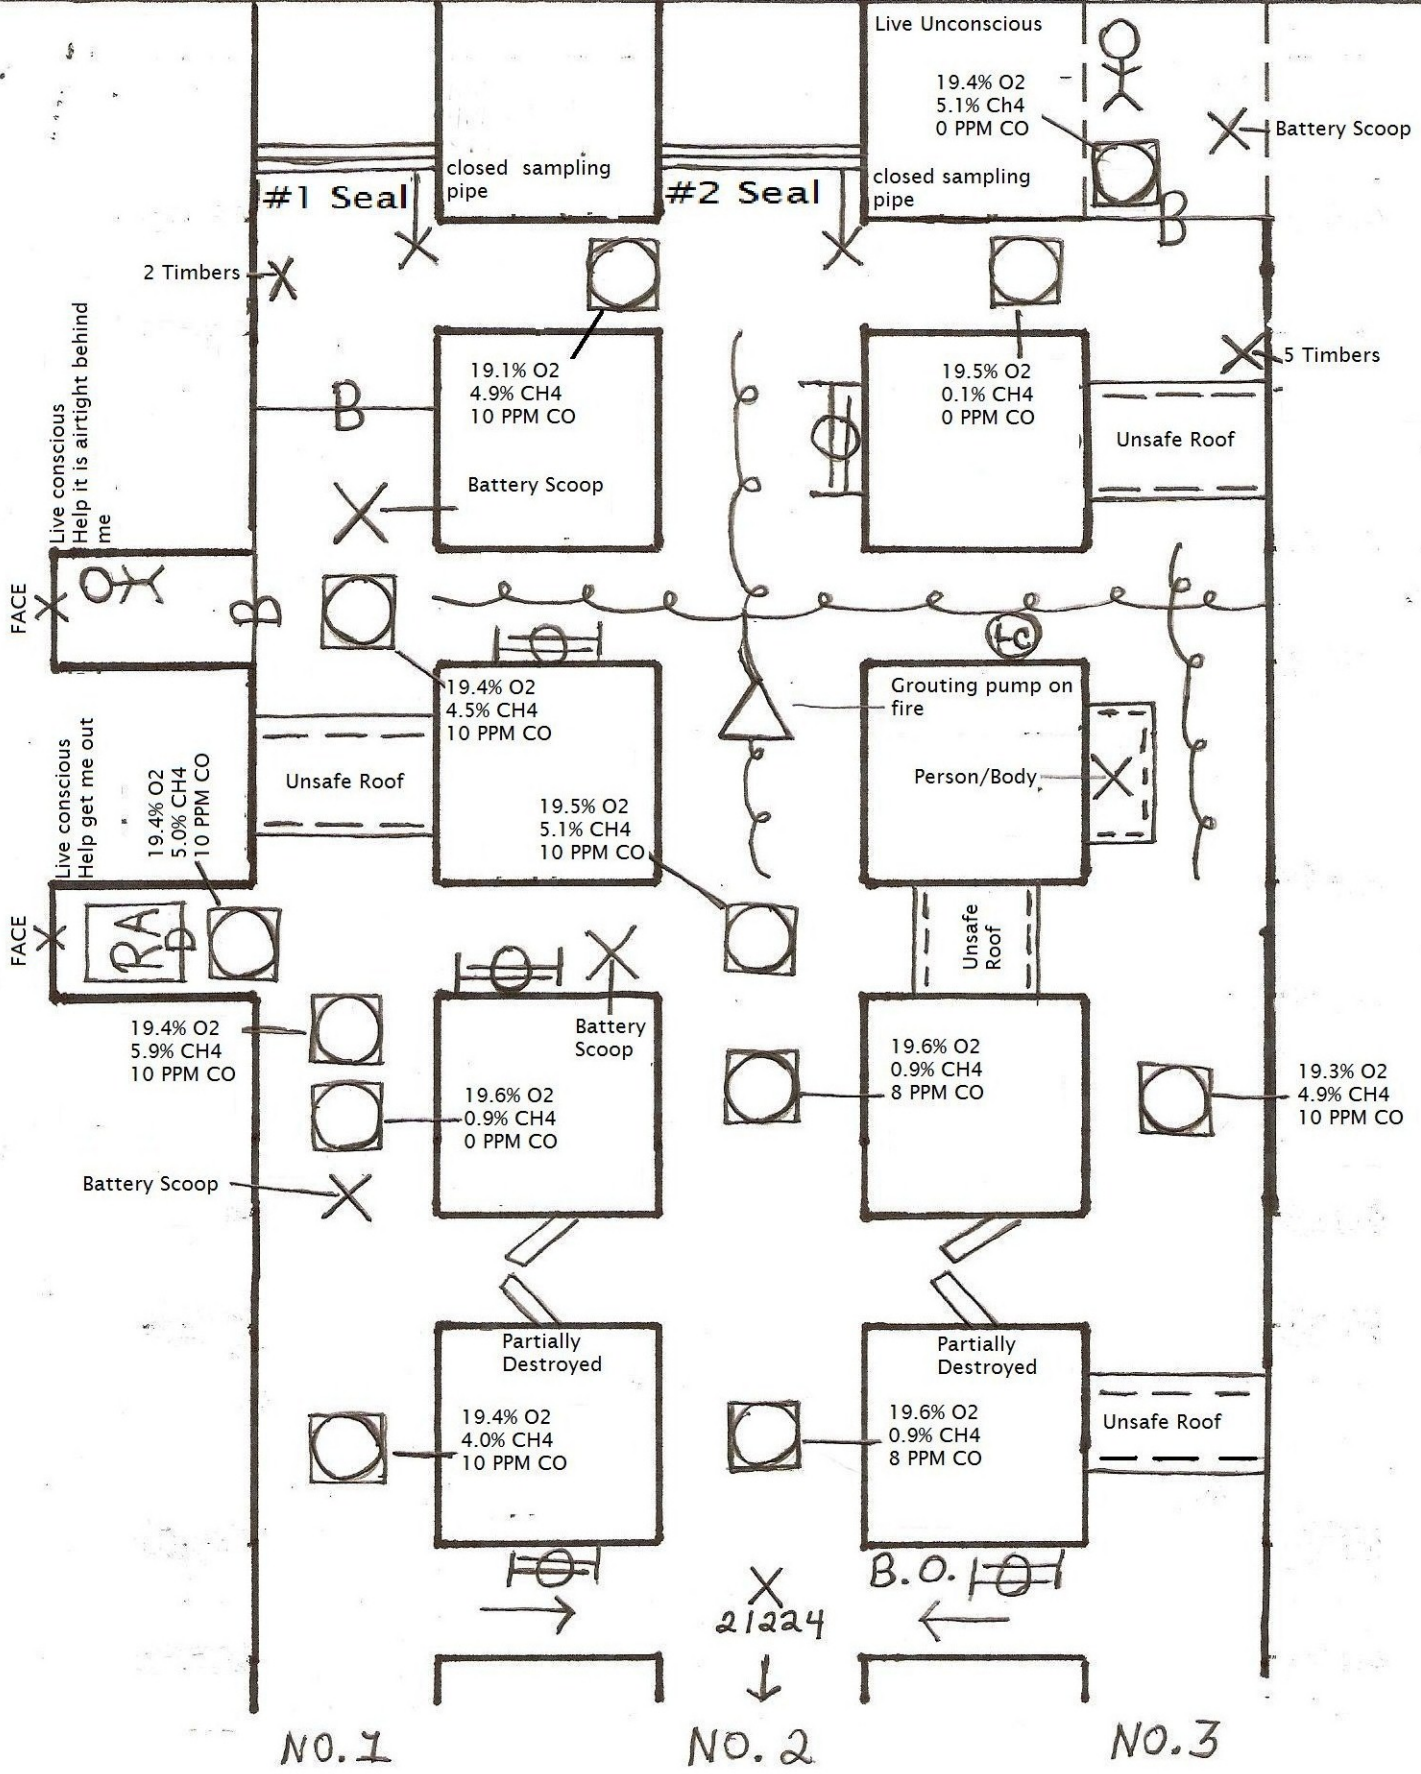 Live Unconscious
19.4% O2
5.1% Ch4
0 PPM CO
Battery Scoop
closed sampling
pipe
closed sampling
pipe
#1 Seal
#2 Seal
B
2 Timbers
5 Timbers
19.1% O2
4.9% CH4
10 PPM CO
19.5% O2
0.1% CH4
0 PPM CO
B
Unsafe Roof
Battery Scoop
Live conscious
Help it is airtight behind
me
FACE
B
LC
19.4% O2
4.5% CH4
10 PPM CO
Grouting pump on
fire
Unsafe Roof
Person/Body
Live conscious
Help get me out
19.4% O2
5.0% CH4
10 PPM CO
19.5% O2
5.1% CH4
10 PPM CO
FACE
RA
D
Unsafe
Roof
Battery
Scoop
19.4% O2
5.9% CH4
10 PPM CO
19.6% O2
0.9% CH4
8 PPM CO
19.3% O2
4.9% CH4
10 PPM CO
19.6% O2
0.9% CH4
0 PPM CO
Battery Scoop
Partially
Destroyed
Partially
Destroyed
19.4% O2
4.0% CH4
10 PPM CO
19.6% O2
0.9% CH4
8 PPM CO
Unsafe Roof
B.O.
21224
NO.1
NO.2
NO.3